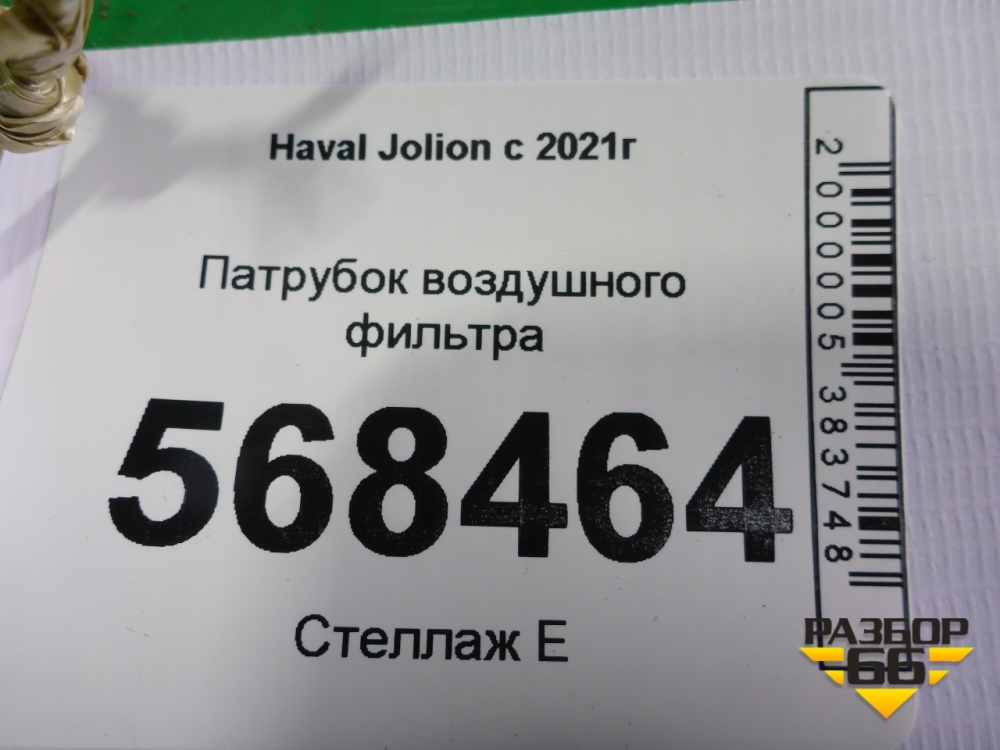 Haval Jolion с 2021г
Патрубок воздушного
фильтра
568464
Стеллаж Е
2000005383748
РАЗБОР
66